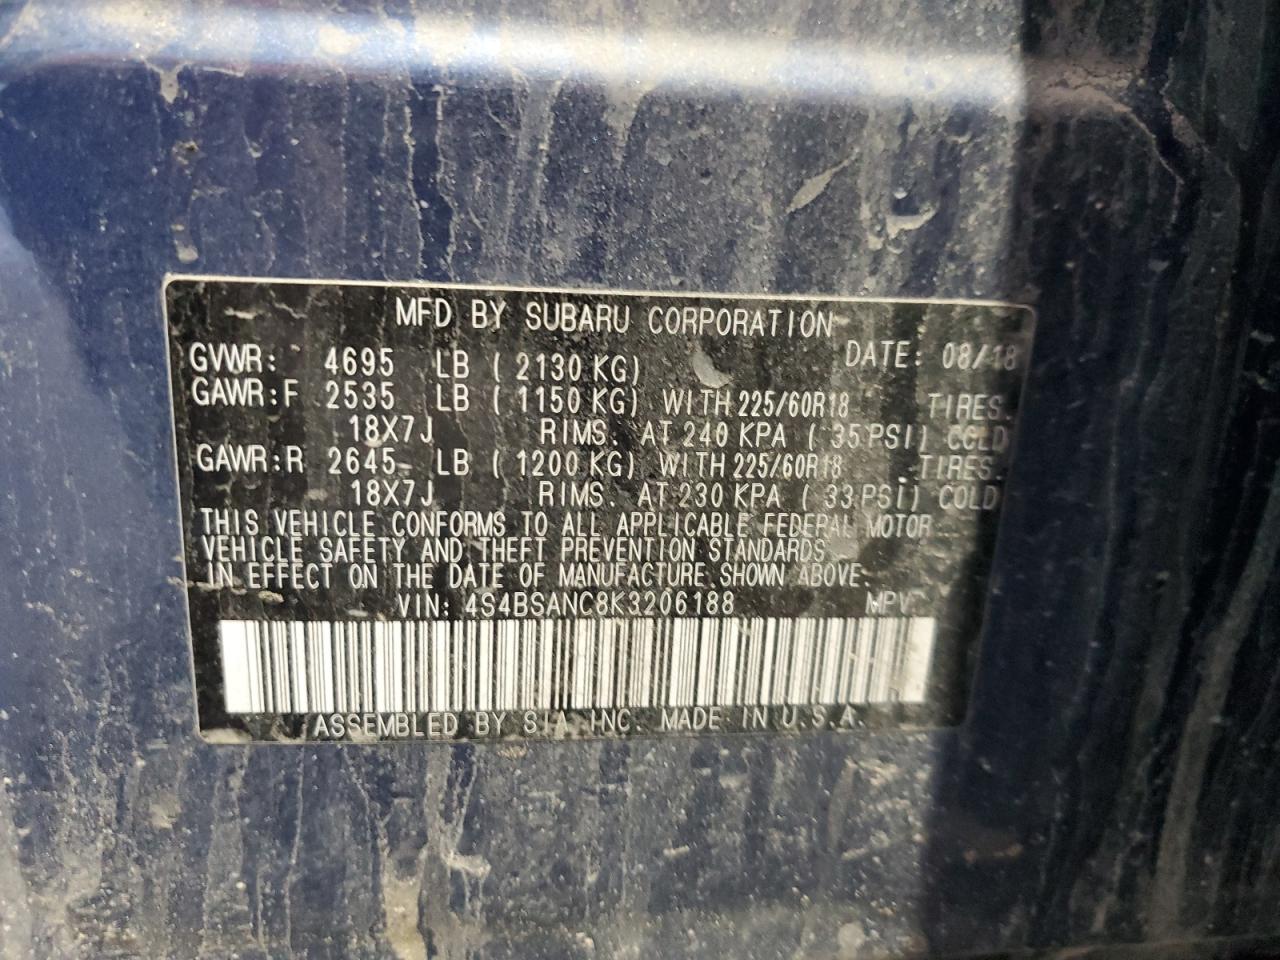 MFD BY SUBARU CORPORATION
GVWR: 4695 LB ( 2130 KG) DATE: 08/18
GAWR:F 2535 LB ( 1150 KG) WITH 225/60R18 TIRES.
18X7J RIMS. AT 240 KPA ( 35 PSI) COLD
GAWR:R 2645 LB ( 1200 KG) WITH 225/60R18 TIRES.
18X7J RIMS. AT 230 KPA ( 33 PSI) COLD
THIS VEHICLE CONFORMS TO ALL APPLICABLE FEDERAL MOTOR
VEHICLE SAFETY AND THEFT PREVENTION STANDARDS
IN EFFECT ON THE DATE OF MANUFACTURE SHOWN ABOVE.
VIN: 4S4BSANC8K3206188 MPV
ASSEMBLED BY SIA INC. MADE IN U.S.A.